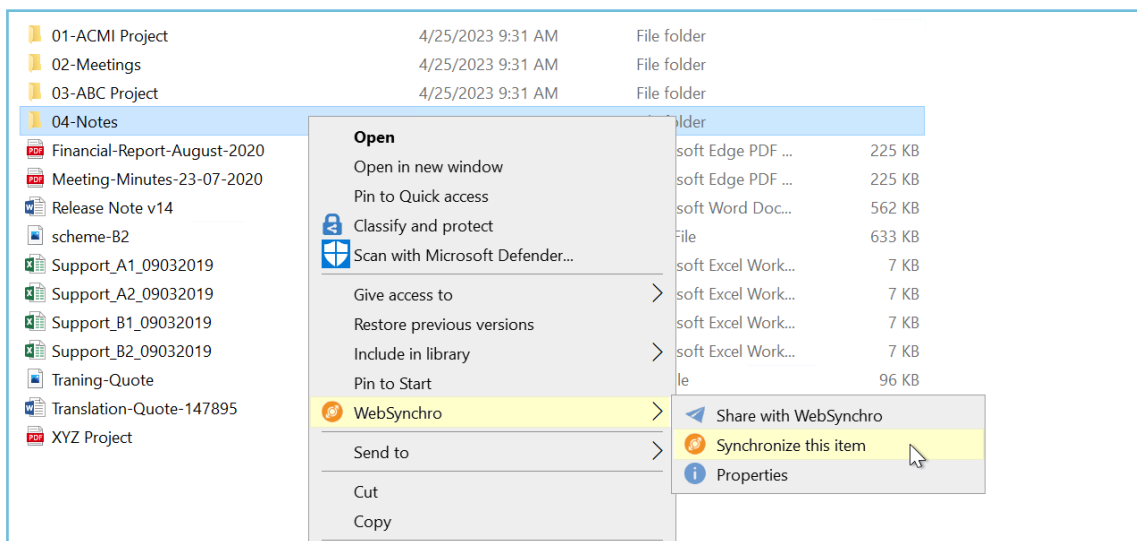 01-ACMI Project 4/25/2023 9:31 AM File folder
02-Meetings 4/25/2023 9:31 AM File folder
03-ABC Project 4/25/2023 9:31 AM File folder
04-Notes
Financial-Report-August-2020 soft Edge PDF ... 225 KB
Meeting-Minutes-23-07-2020 soft Edge PDF ... 225 KB
Release Note v14 soft Word Doc... 562 KB
scheme-B2 File 633 KB
Support_A1_09032019 soft Excel Work... 7 KB
Support_A2_09032019 soft Excel Work... 7 KB
Support_B1_09032019 soft Excel Work... 7 KB
Support_B2_09032019 soft Excel Work... 7 KB
Traning-Quote le 96 KB
Translation-Quote-147895
XYZ Project
Open
Open in new window
Pin to Quick access
Classify and protect
Scan with Microsoft Defender...
Give access to
Restore previous versions
Include in library
Pin to Start
WebSynchro
Send to
Cut
Copy
Share with WebSynchro
Synchronize this item
Properties